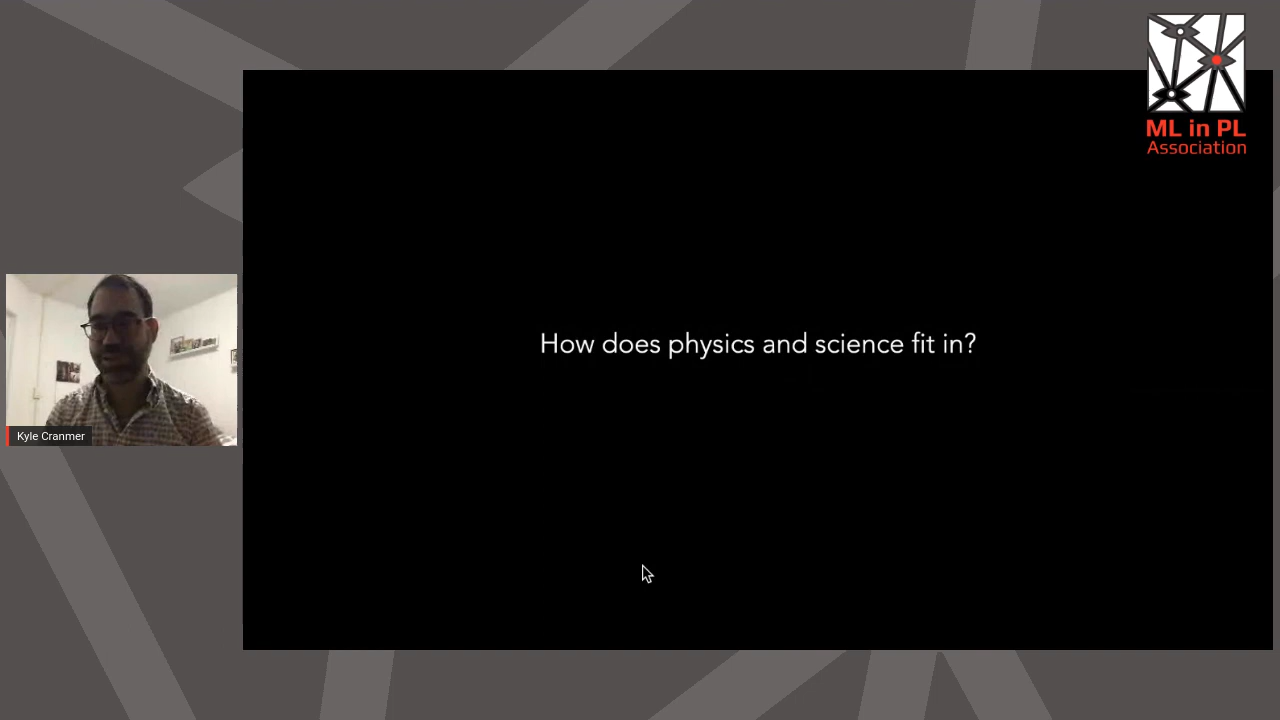 ML in PL
Association
How does physics and science fit in?
Kyle Cranmer